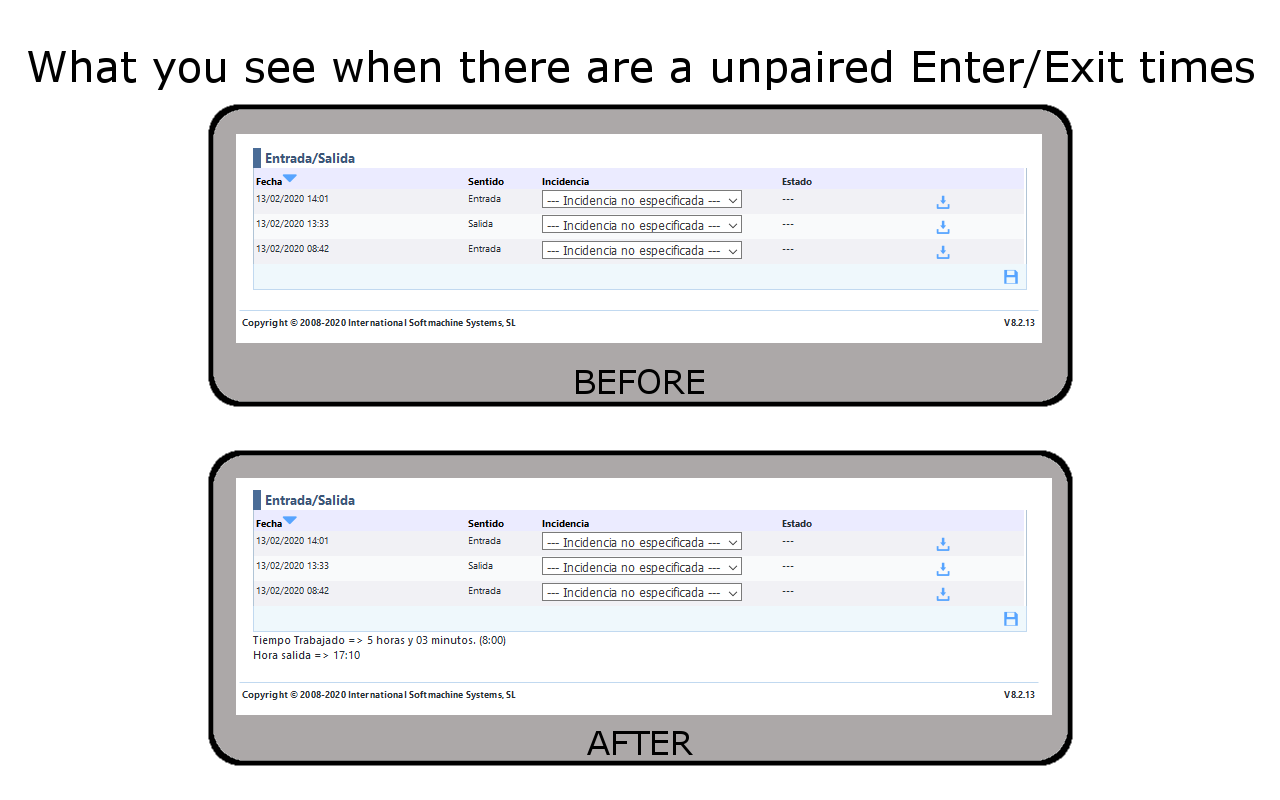 What you see when there are a unpaired Enter/Exit times
Entrada/Salida
Fecha Sentido Incidencia Estado
13/02/2020 14:01 Entrada --- Incidencia no especificada --- ---
13/02/2020 13:33 Salida --- Incidencia no especificada --- ---
13/02/2020 08:42 Entrada --- Incidencia no especificada --- ---
Copyright © 2008-2020 International Softmachine Systems, SL V8.2.13
BEFORE
Entrada/Salida
Fecha Sentido Incidencia Estado
13/02/2020 14:01 Entrada --- Incidencia no especificada --- ---
13/02/2020 13:33 Salida --- Incidencia no especificada --- ---
13/02/2020 08:42 Entrada --- Incidencia no especificada --- ---
Tiempo Trabajado => 5 horas y 03 minutos. (8:00)
Hora salida => 17:10
Copyright © 2008-2020 International Softmachine Systems, SL V8.2.13
AFTER